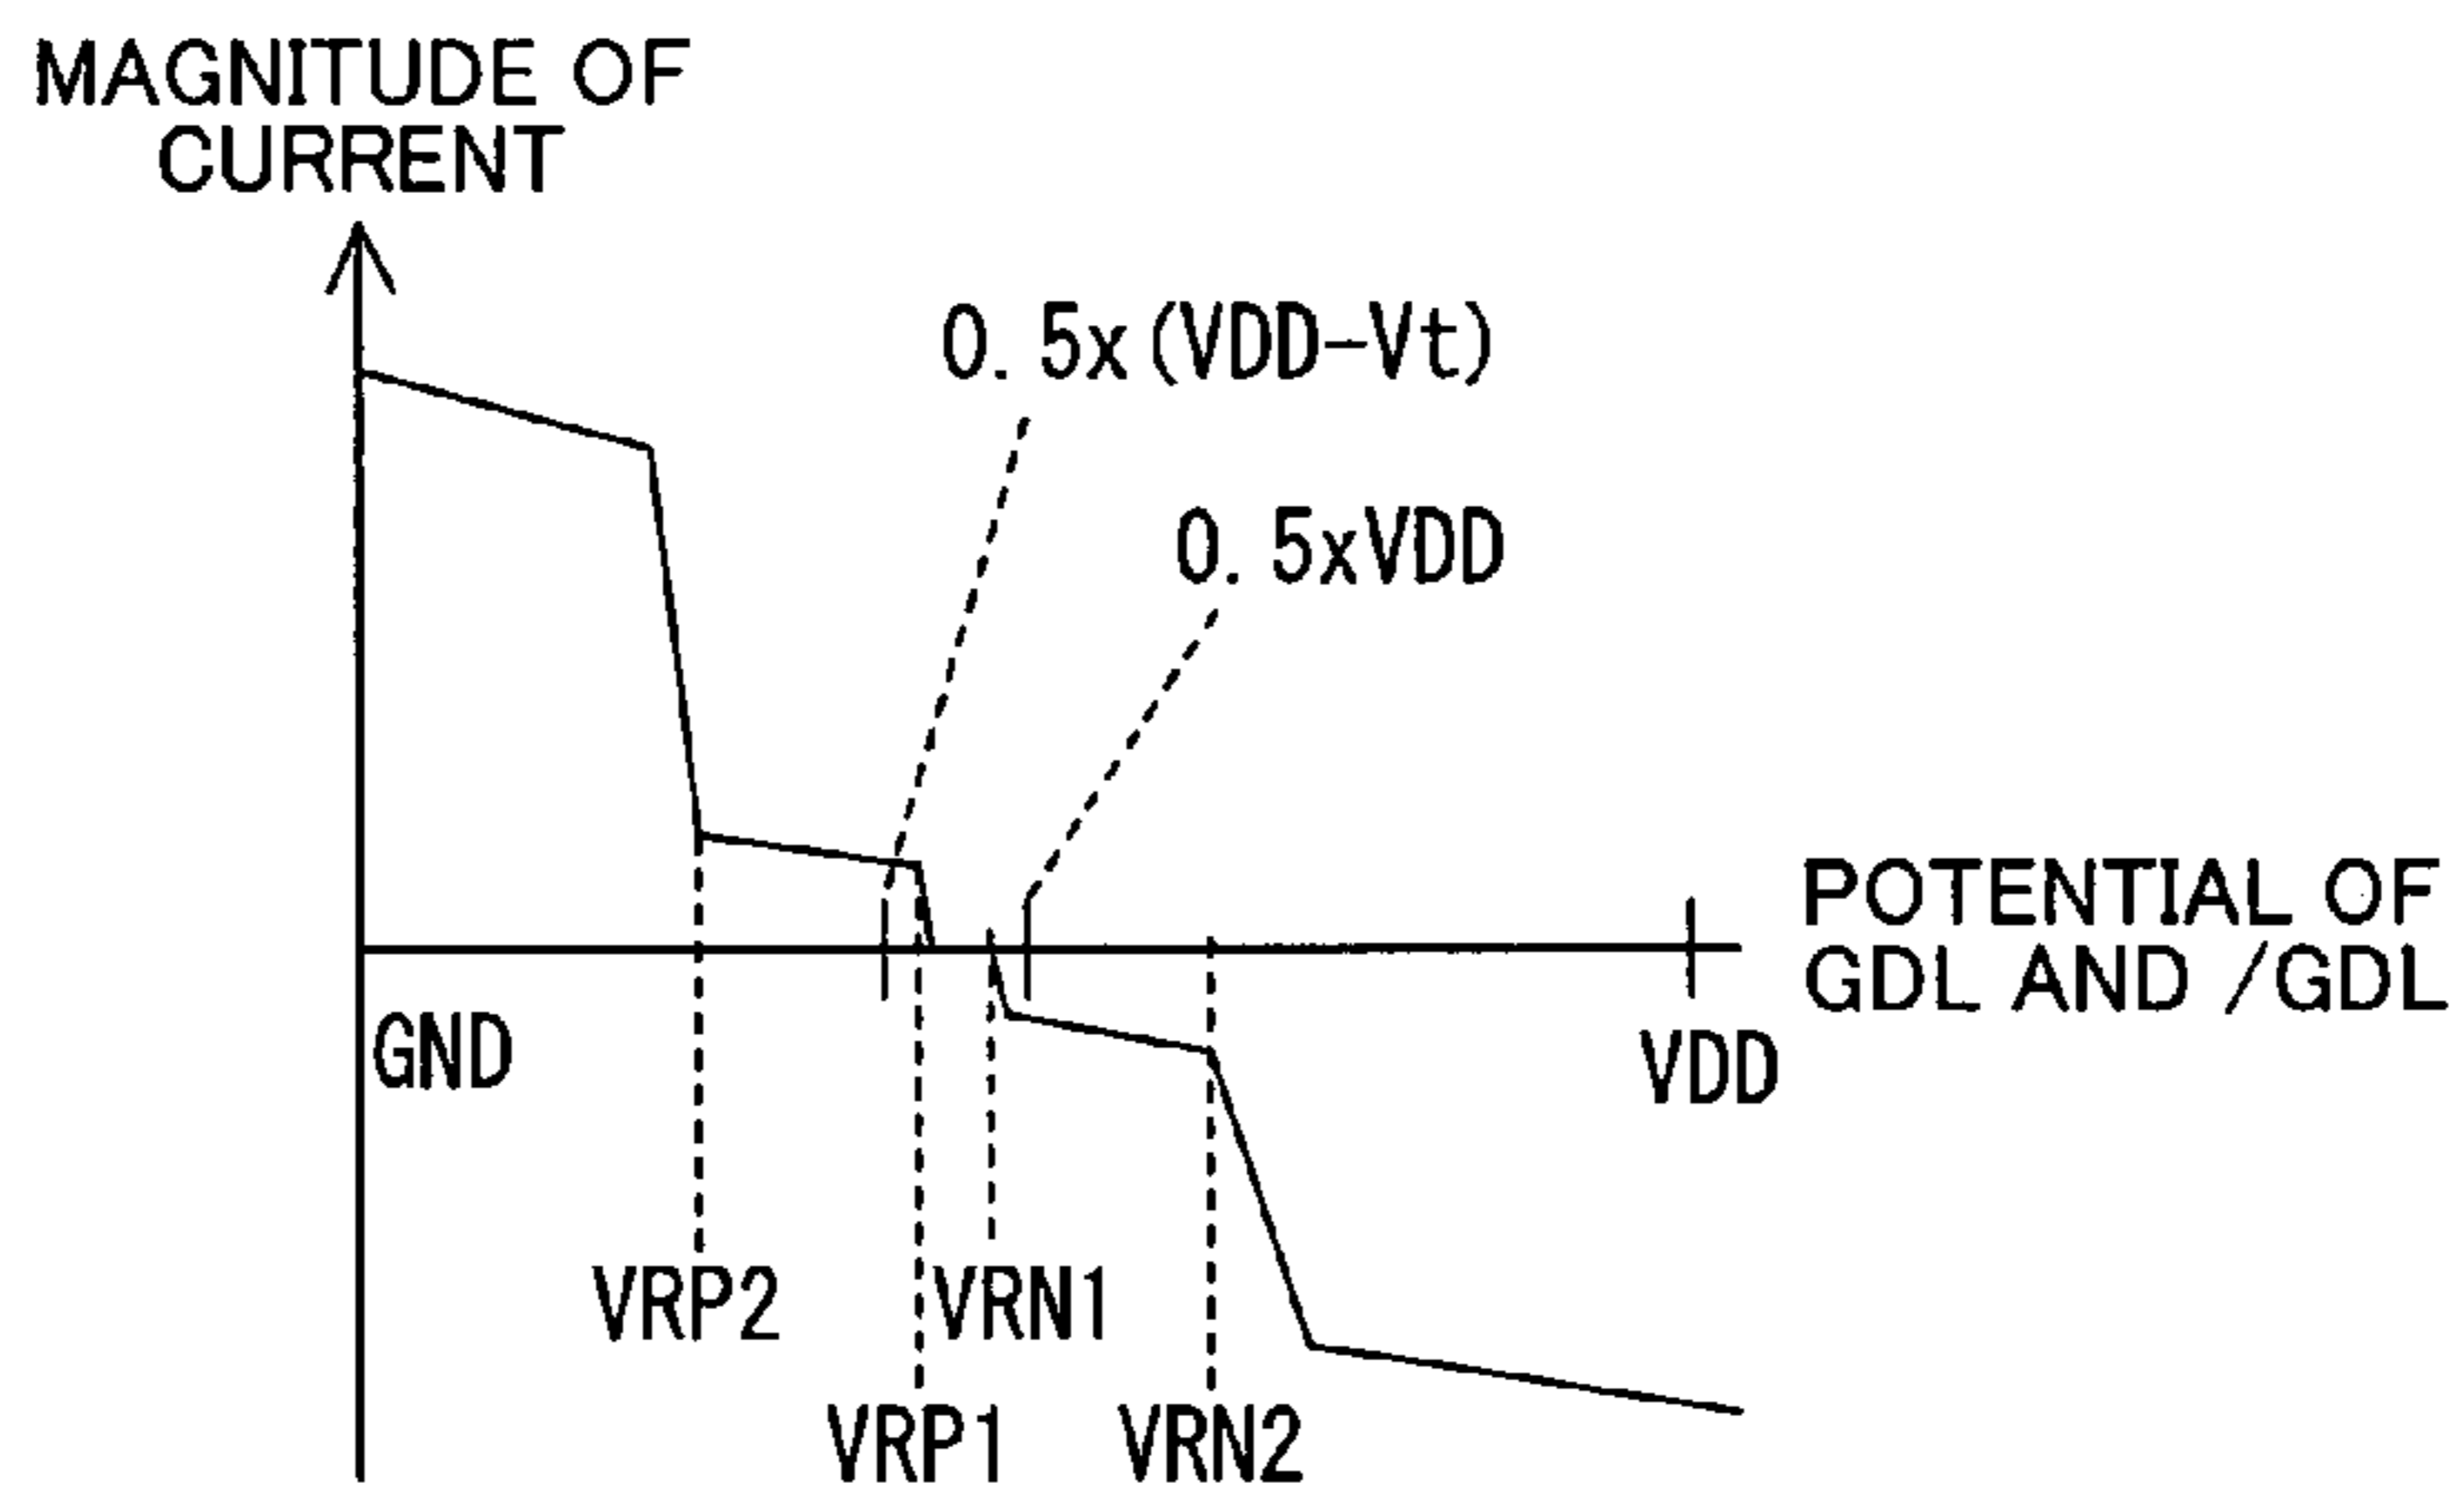 MAGNITUDE OF
CURRENT
0.5x(VDD-Vt)
0.5xVDD
POTENTIAL OF
GDL AND /GDL
GND
VDD
VRP2
VRN1
VRP1
VRN2